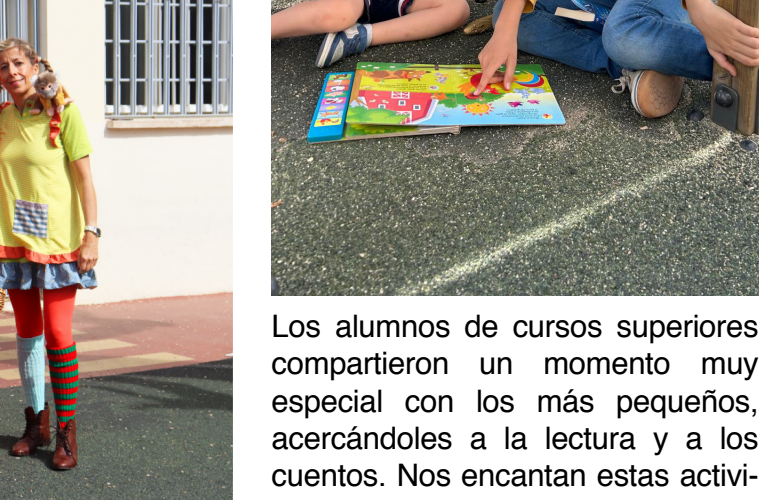 Los alumnos de cursos superiores
compartieron un momento muy
especial con los más pequeños,
acercándoles a la lectura y a los
cuentos. Nos encantan estas activi-